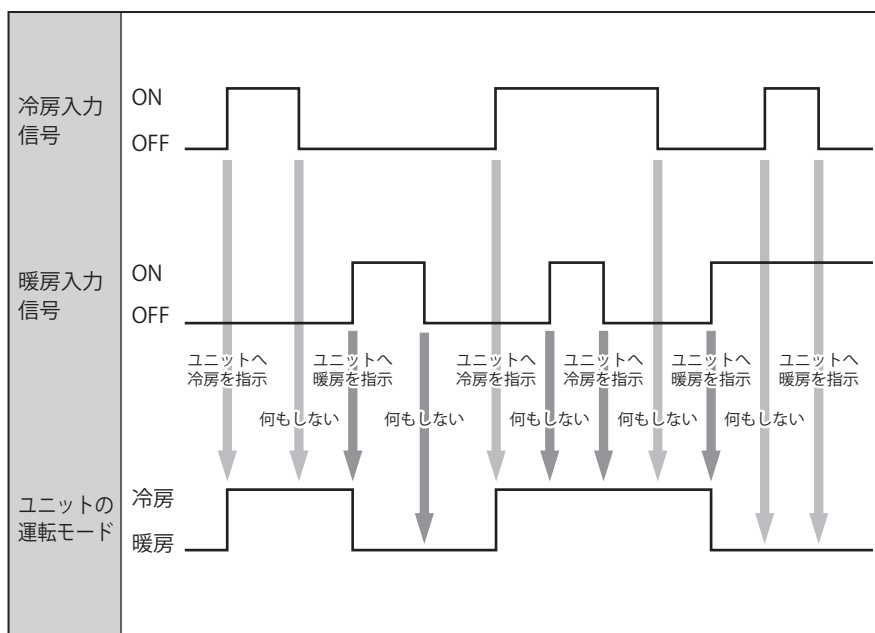 冷房入力
信号
ON
OFF
暖房入力
信号
ON
OFF
ユニットへ
冷房を指示
ユニットへ
暖房を指示
ユニットへ
冷房を指示
ユニットへ
冷房を指示
ユニットへ
暖房を指示
ユニットへ
暖房を指示
何もしない
何もしない
何もしない
何もしない
何もしない
ユニットの
運転モード
冷房
暖房